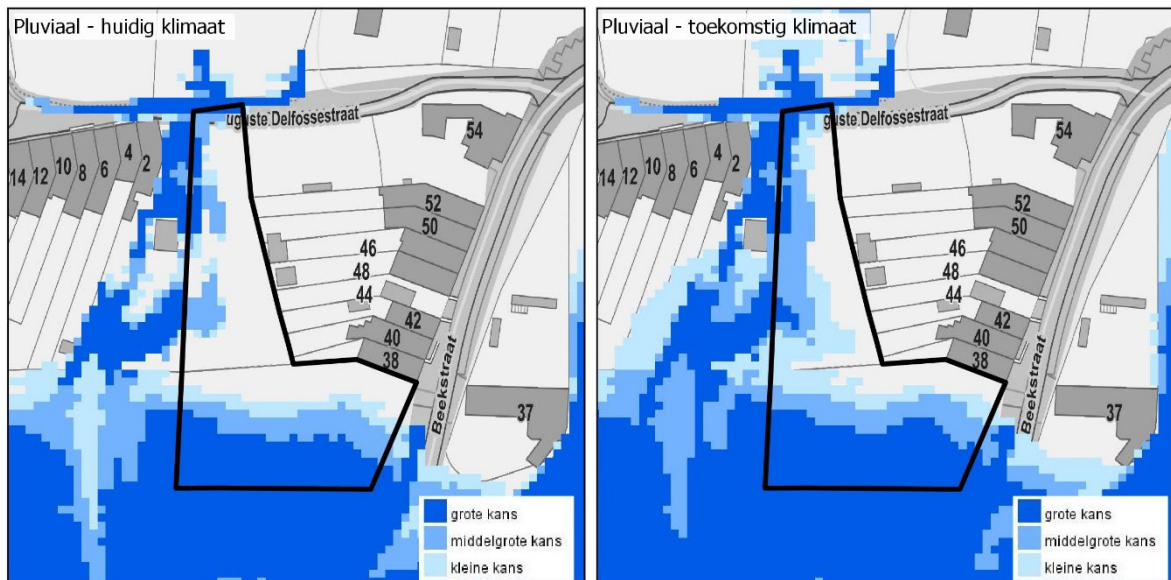 Pluviaal - huidig klimaat
uguste Delfossestraat
54
14 12 10 8 6 4 2
52
50
46
48
44
42
40
38
37
Beekstraat
grote kans
middelgrote kans
kleine kans
Pluviaal - toekomstig klimaat
guste Delfossestraat
54
14 12 10 8 6 4 2
52
50
46
48
44
42
40
38
37
Beekstraat
grote kans
middelgrote kans
kleine kans